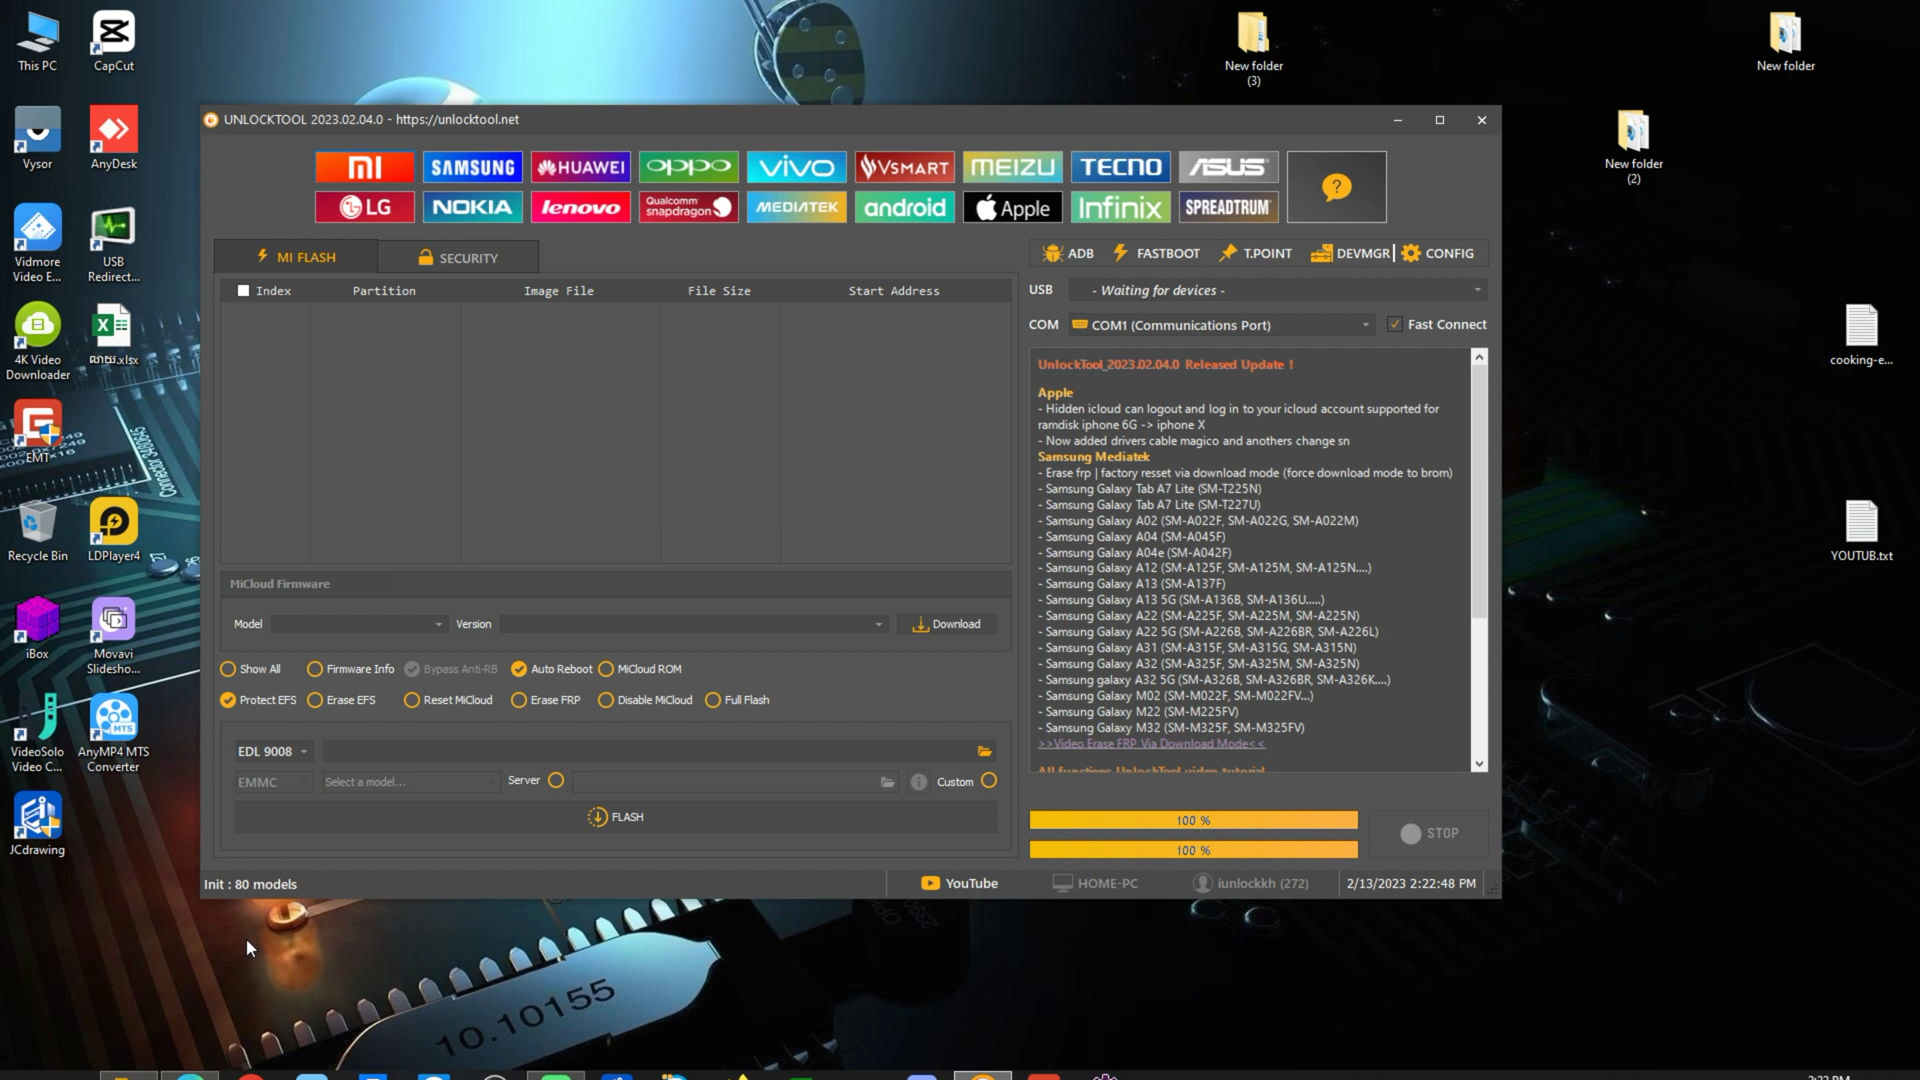 This PC
CapCut
New folder
(3)
New folder
Vysor
AnyDesk
New folder
(2)
Vidmore
Video E...
USB
Redirect...
4K Video
Downloader
cooking-e...
EMT
Recycle Bin
LDPlayer4
YOUTUB.txt
iBox
Movavi
Slidesho...
VideoSolo
Video C...
AnyMP4 MTS
Converter
JCdrawing
UNLOCKTOOL 2023.02.04.0 - https://unlocktool.net
MI SAMSUNG HUAWEI oppo vivo VSMART MEIZU TECNO ASUS ?
LG NOKIA lenovo Qualcomm snapdragon MEDIATEK android Apple Infinix SPREADTRUM
MI FLASH SECURITY
Index Partition Image File File Size Start Address
MiCloud Firmware
Model Version Download
Show All Firmware Info Bypass Anti-RB Auto Reboot MiCloud ROM
Protect EFS Erase EFS Reset MiCloud Erase FRP Disable MiCloud Full Flash
EDL 9008
EMMC Select a model... Server Custom
FLASH
ADB FASTBOOT T.POINT DEVMGR CONFIG
USB - Waiting for devices -
COM COM1 (Communications Port) Fast Connect
UnlockTool_2023.02.04.0 Released Update !
Apple
- Hidden icloud can logout and log in to your icloud account supported for
ramdisk iphone 6G -> iphone X
- Now added drivers cable magico and anothers change sn
Samsung Mediatek
- Erase frp | factory resset via download mode (force download mode to brom)
- Samsung Galaxy Tab A7 Lite (SM-T225N)
- Samsung Galaxy Tab A7 Lite (SM-T227U)
- Samsung Galaxy A02 (SM-A022F, SM-A022G, SM-A022M)
- Samsung Galaxy A04 (SM-A045F)
- Samsung Galaxy A04e (SM-A042F)
- Samsung Galaxy A12 (SM-A125F, SM-A125M, SM-A125N....)
- Samsung Galaxy A13 (SM-A137F)
- Samsung Galaxy A13 5G (SM-A136B, SM-A136U.....)
- Samsung Galaxy A22 (SM-A225F, SM-A225M, SM-A225N)
- Samsung Galaxy A22 5G (SM-A226B, SM-A226BR, SM-A226L)
- Samsung Galaxy A31 (SM-A315F, SM-A315G, SM-A315N)
- Samsung Galaxy A32 (SM-A325F, SM-A325M, SM-A325N)
- Samsung galaxy A32 5G (SM-A326B, SM-A326BR, SM-A326K....)
- Samsung Galaxy M02 (SM-M022F, SM-M022FV...)
- Samsung Galaxy M22 (SM-M225FV)
- Samsung Galaxy M32 (SM-M325F, SM-M325FV)
>>Video Erase FRP Via Download Mode<<
All functions UnlockTool video tutorial
100 %
100 %
STOP
Init : 80 models
YouTube HOME-PC iunlockkh (272) 2/13/2023 2:22:48 PM
10.10155